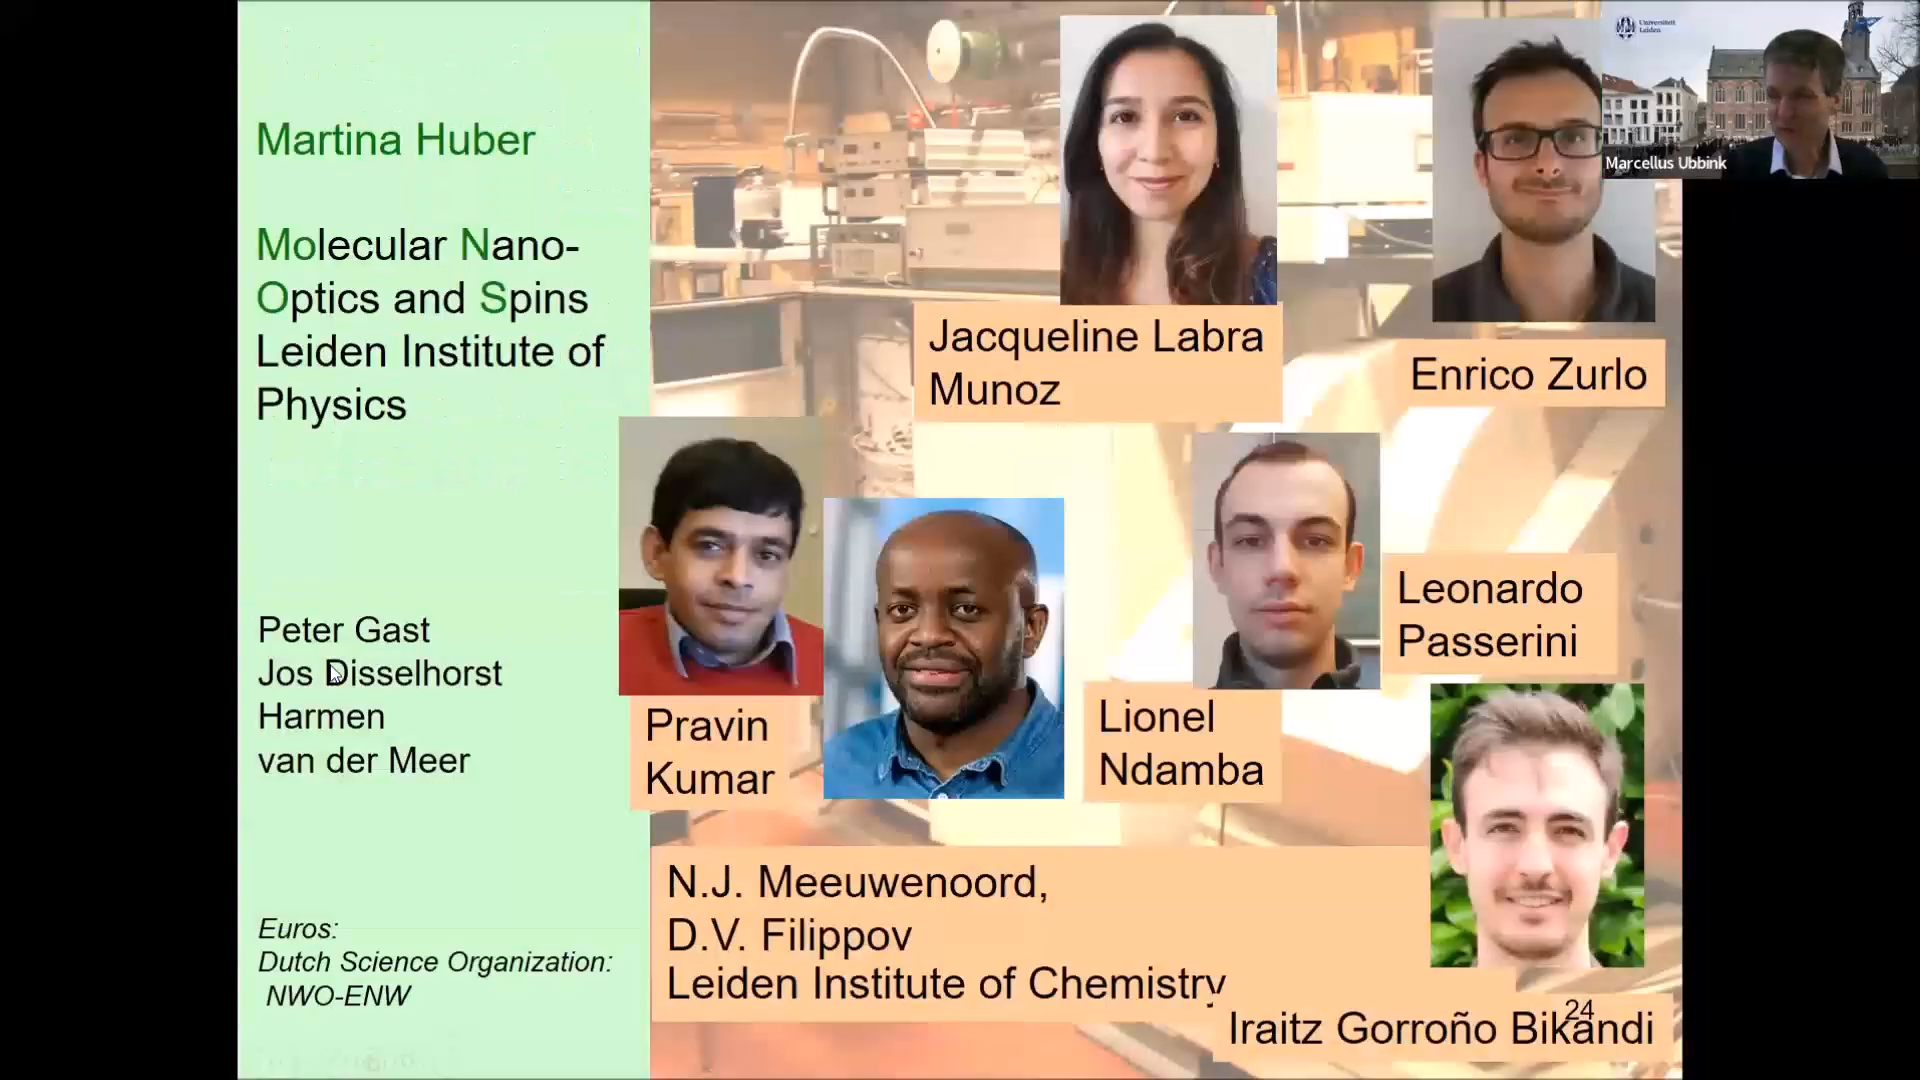 Martina Huber
Molecular Nano-
Optics and Spins
Leiden Institute of
Physics
Peter Gast
Jos Disselhorst
Harmen
van der Meer
Euros:
Dutch Science Organization:
NWO-ENW
Jacqueline Labra
Munoz
Enrico Zurlo
Universiteit
Leiden
Marcellus Ubbink
Pravin
Kumar
Lionel
Ndamba
Leonardo
Passerini
N.J. Meeuwenoord,
D.V. Filippov
Leiden Institute of Chemistry
24
Iraitz Gorroño Bikandi